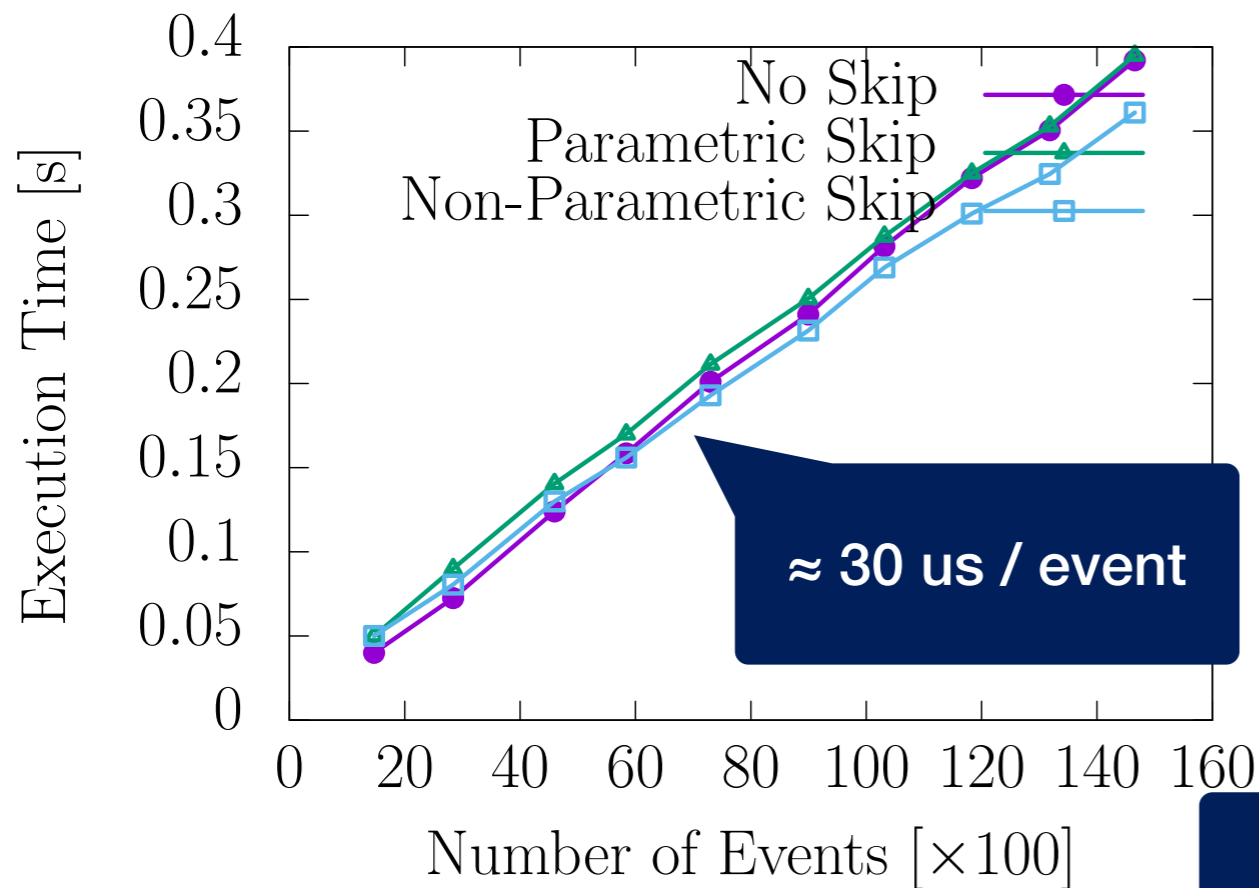 Execution Time [s]
0.4
0.35
0.3
0.25
0.2
0.15
0.1
0.05
0
No Skip
Parametric Skip
Non-Parametric Skip
≈ 30 us / event
0 20 40 60 80 100 120 140 160
Number of Events [×100]